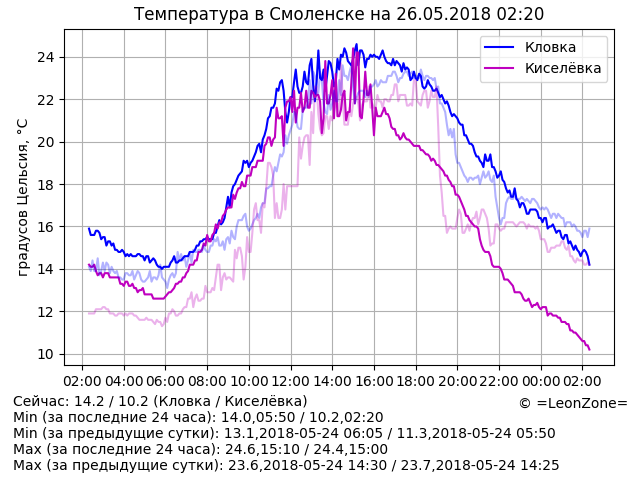 Температура в Смоленске на 26.05.2018 02:20
градусов Цельсия, °C
24
22
20
18
16
14
12
10
Кловка
Киселёвка
02:00 04:00 06:00 08:00 10:00 12:00 14:00 16:00 18:00 20:00 22:00 00:00 02:00
Сейчас: 14.2 / 10.2 (Кловка / Киселёвка)
© =LeonZone=
Min (за последние 24 часа): 14.0,05:50 / 10.2,02:20
Min (за предыдущие сутки): 13.1,2018-05-24 06:05 / 11.3,2018-05-24 05:50
Max (за последние 24 часа): 24.6,15:10 / 24.4,15:00
Max (за предыдущие сутки): 23.6,2018-05-24 14:30 / 23.7,2018-05-24 14:25